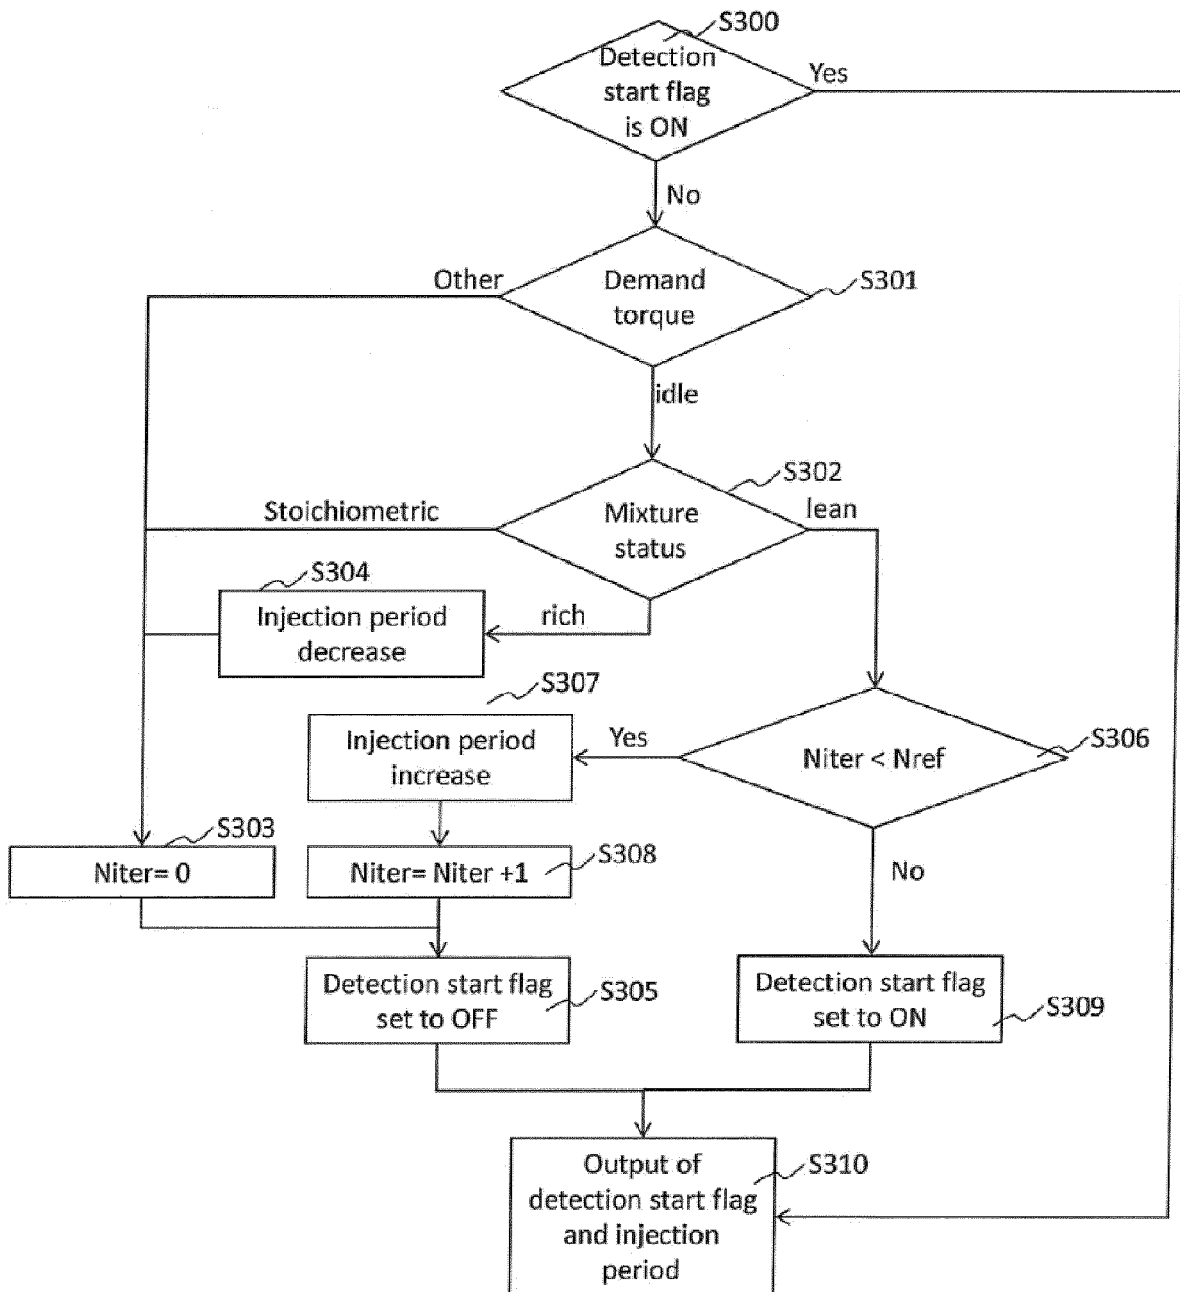 S300
Detection
start flag
is ON
Yes
No
Other
Demand
torque
S301
idle
S302
Stoichiometric
Mixture
status
lean
S304
Injection period
decrease
rich
S307
Injection period
increase
Yes
Niter < Nref
S306
S303
Niter= 0
Niter= Niter +1
S308
No
Detection start flag
set to OFF
S305
Detection start flag
set to ON
S309
Output of
detection start flag
and injection
period
S310